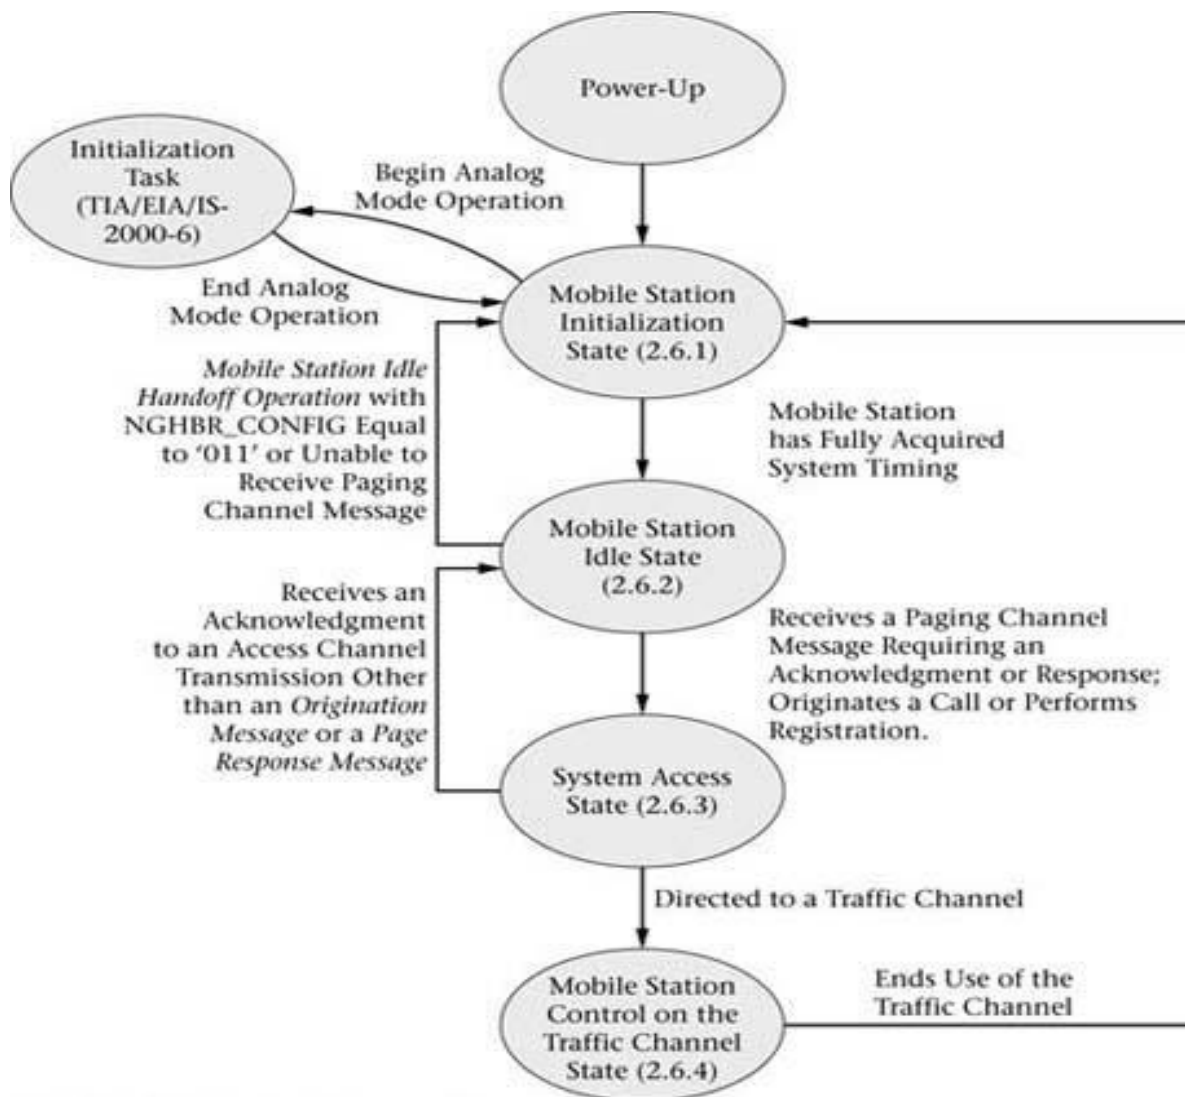 Power-Up
Initialization
Task
(TIA/EIA/IS-
2000-6)
Begin Analog
Mode Operation
End Analog
Mode Operation
Mobile Station
Initialization
State (2.6.1)
Mobile Station Idle
Handoff Operation with
NGHBR_CONFIG Equal
to ‘011’ or Unable to
Receive Paging
Channel Message
Mobile Station
has Fully Acquired
System Timing
Mobile Station
Idle State
(2.6.2)
Receives an
Acknowledgment
to an Access Channel
Transmission Other
than an Origination
Message or a Page
Response Message
Receives a Paging Channel
Message Requiring an
Acknowledgment or Response;
Originates a Call or Performs
Registration.
System Access
State (2.6.3)
Directed to a Traffic Channel
Mobile Station
Control on the
Traffic Channel
State (2.6.4)
Ends Use of the
Traffic Channel